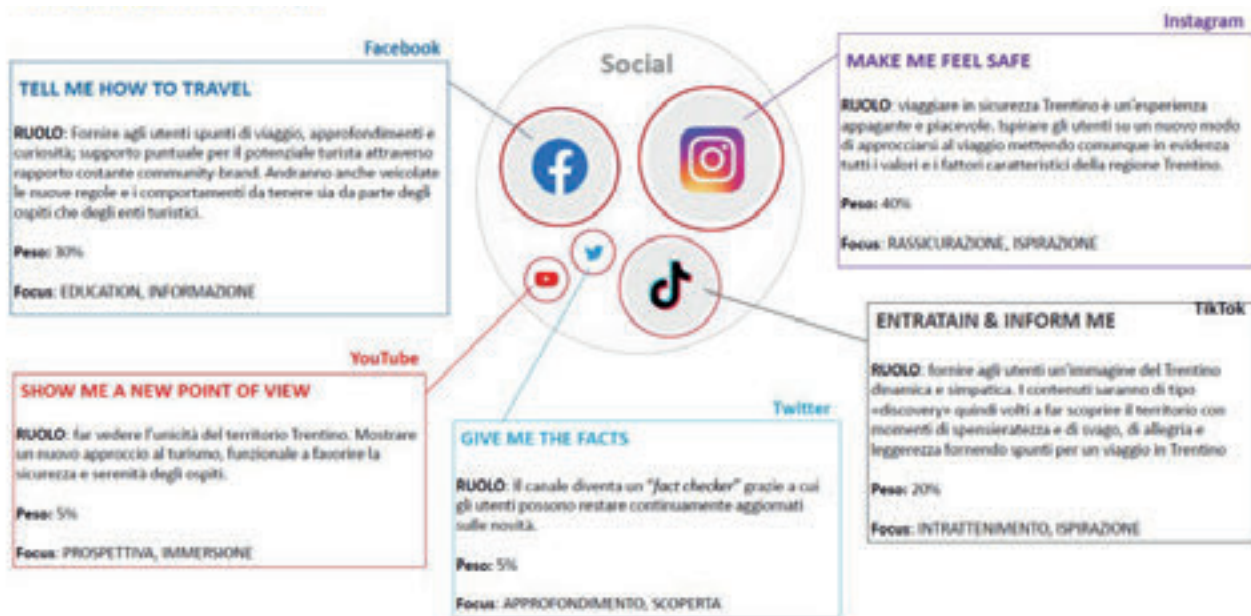 Social
Facebook
TELL ME HOW TO TRAVEL
RUOLO: Fornire agli utenti spunti di viaggio, approfondimenti e
curiosità; supporto puntuale per il potenziale turista attraverso
rapporto costante community-brand. Andranno anche veicolate
le nuove regole e i comportamenti da tenere sia da parte degli
ospiti che degli enti turistici.
Peso: 30%
Focus: EDUCATION, INFORMAZIONE
Instagram
MAKE ME FEEL SAFE
RUOLO: viaggiare in sicurezza Trentino è un'esperienza
appagante e piacevole. Ispirare gli utenti su un nuovo modo
di approcciarsi al viaggio mettendo comunque in evidenza
tutti i valori e i fattori caratteristici della regione Trentino.
Peso: 40%
Focus: RASSICURAZIONE, ISPIRAZIONE
YouTube
SHOW ME A NEW POINT OF VIEW
RUOLO: far vedere l'unicità del territorio Trentino. Mostrare
un nuovo approccio al turismo, funzionale a favorire la
sicurezza e serenità degli ospiti.
Peso: 5%
Focus: PROSPETTIVA, IMMERSIONE
Twitter
GIVE ME THE FACTS
RUOLO: Il canale diventa un "fact checker" grazie a cui
gli utenti possono restare continuamente aggiornati
sulle novità.
Peso: 5%
Focus: APPROFONDIMENTO, SCOPERTA
TikTok
ENTRATAIN & INFORM ME
RUOLO: fornire agli utenti un'immagine del Trentino
dinamica e simpatica. I contenuti saranno di tipo
«discovery» quindi volti a far scoprire il territorio con
momenti di spensieratezza e di svago, di allegria e
leggerezza fornendo spunti per un viaggio in Trentino
Peso: 20%
Focus: INTRATTENIMENTO, ISPIRAZIONE